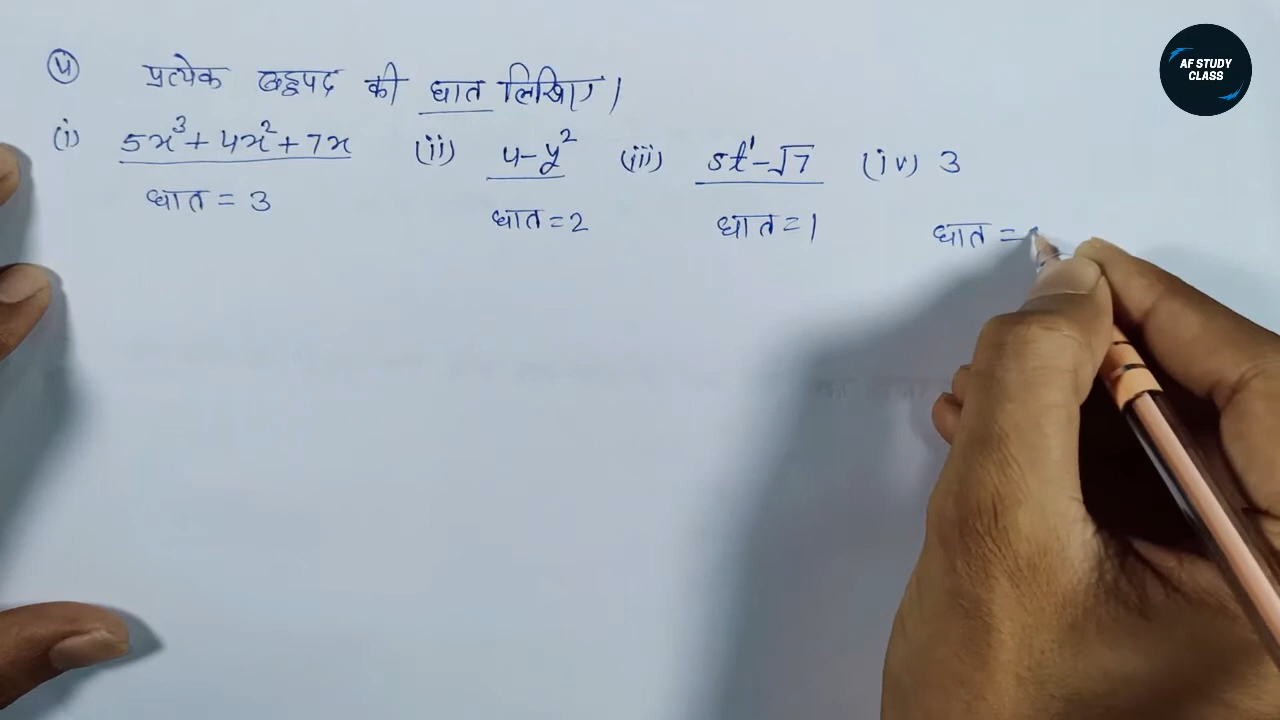 ५ प्रत्येक बहुपद की घात लिखिए।
(i) 5x³ + 4x² + 7x (ii) 4 - y² (iii) 5t¹ - √7 (iv) 3
घात = 3 घात = 2 घात = 1 घात =
AF STUDY
CLASS